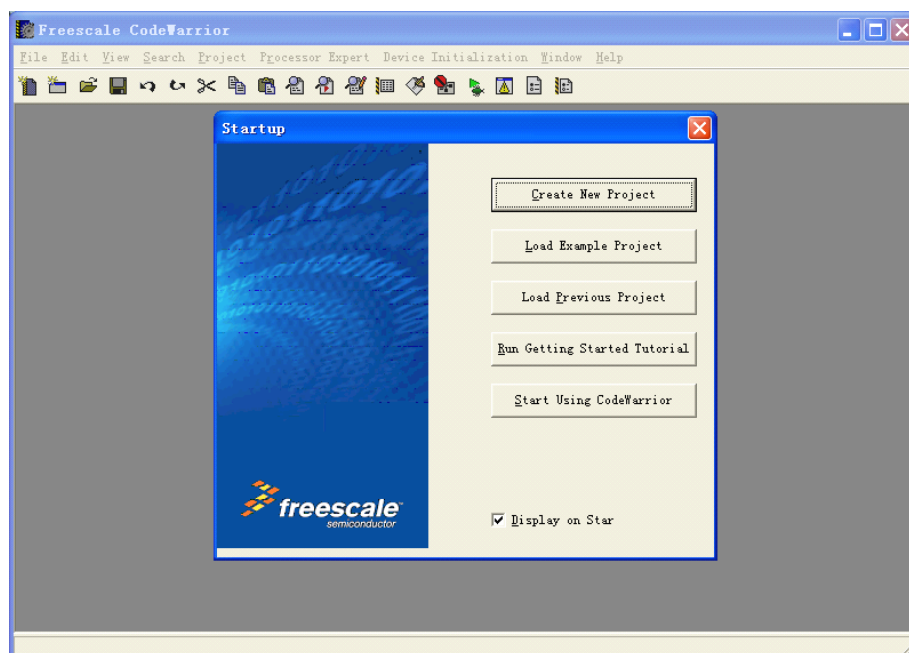 Freescale CodeWarrior
File Edit View Search Project Processor Expert Device Initialization Window Help
Startup
Create New Project
Load Example Project
Load Previous Project
Run Getting Started Tutorial
Start Using CodeWarrior
freescale™
semiconductor
Display on Star